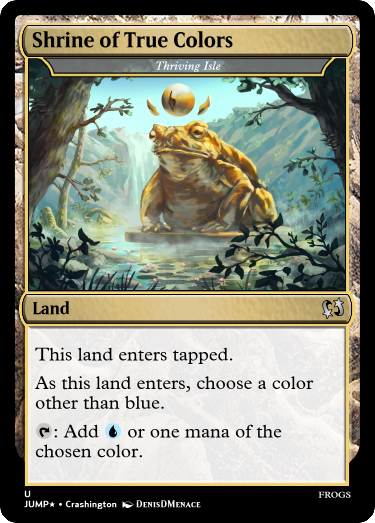 Shrine of True Colors
Thriving Isle
Land
This land enters tapped.
As this land enters, choose a color
other than blue.
: Add or one mana of the
chosen color.
U
FROGS
JUMP★ • Crashington DenisDMenace